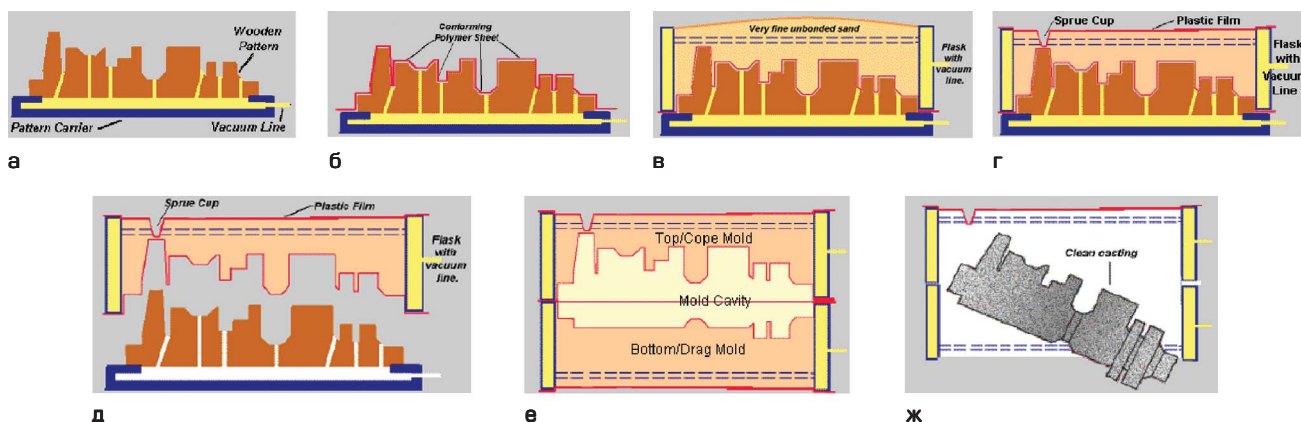 Wooden
Pattern
Pattern Carrier
Vacuum Line
а
Conforming
Polymer Sheet
б
Very fine unbonded sand
Flask
with
vacuum
line.
в
Sprue Cup
Plastic Film
Flask
with
Vacuum
Line
г
Sprue Cup
Plastic Film
Flask
with
vacuum
line.
д
Top/Cope Mold
Mold Cavity
Bottom/Drag Mold
е
Clean casting
ж